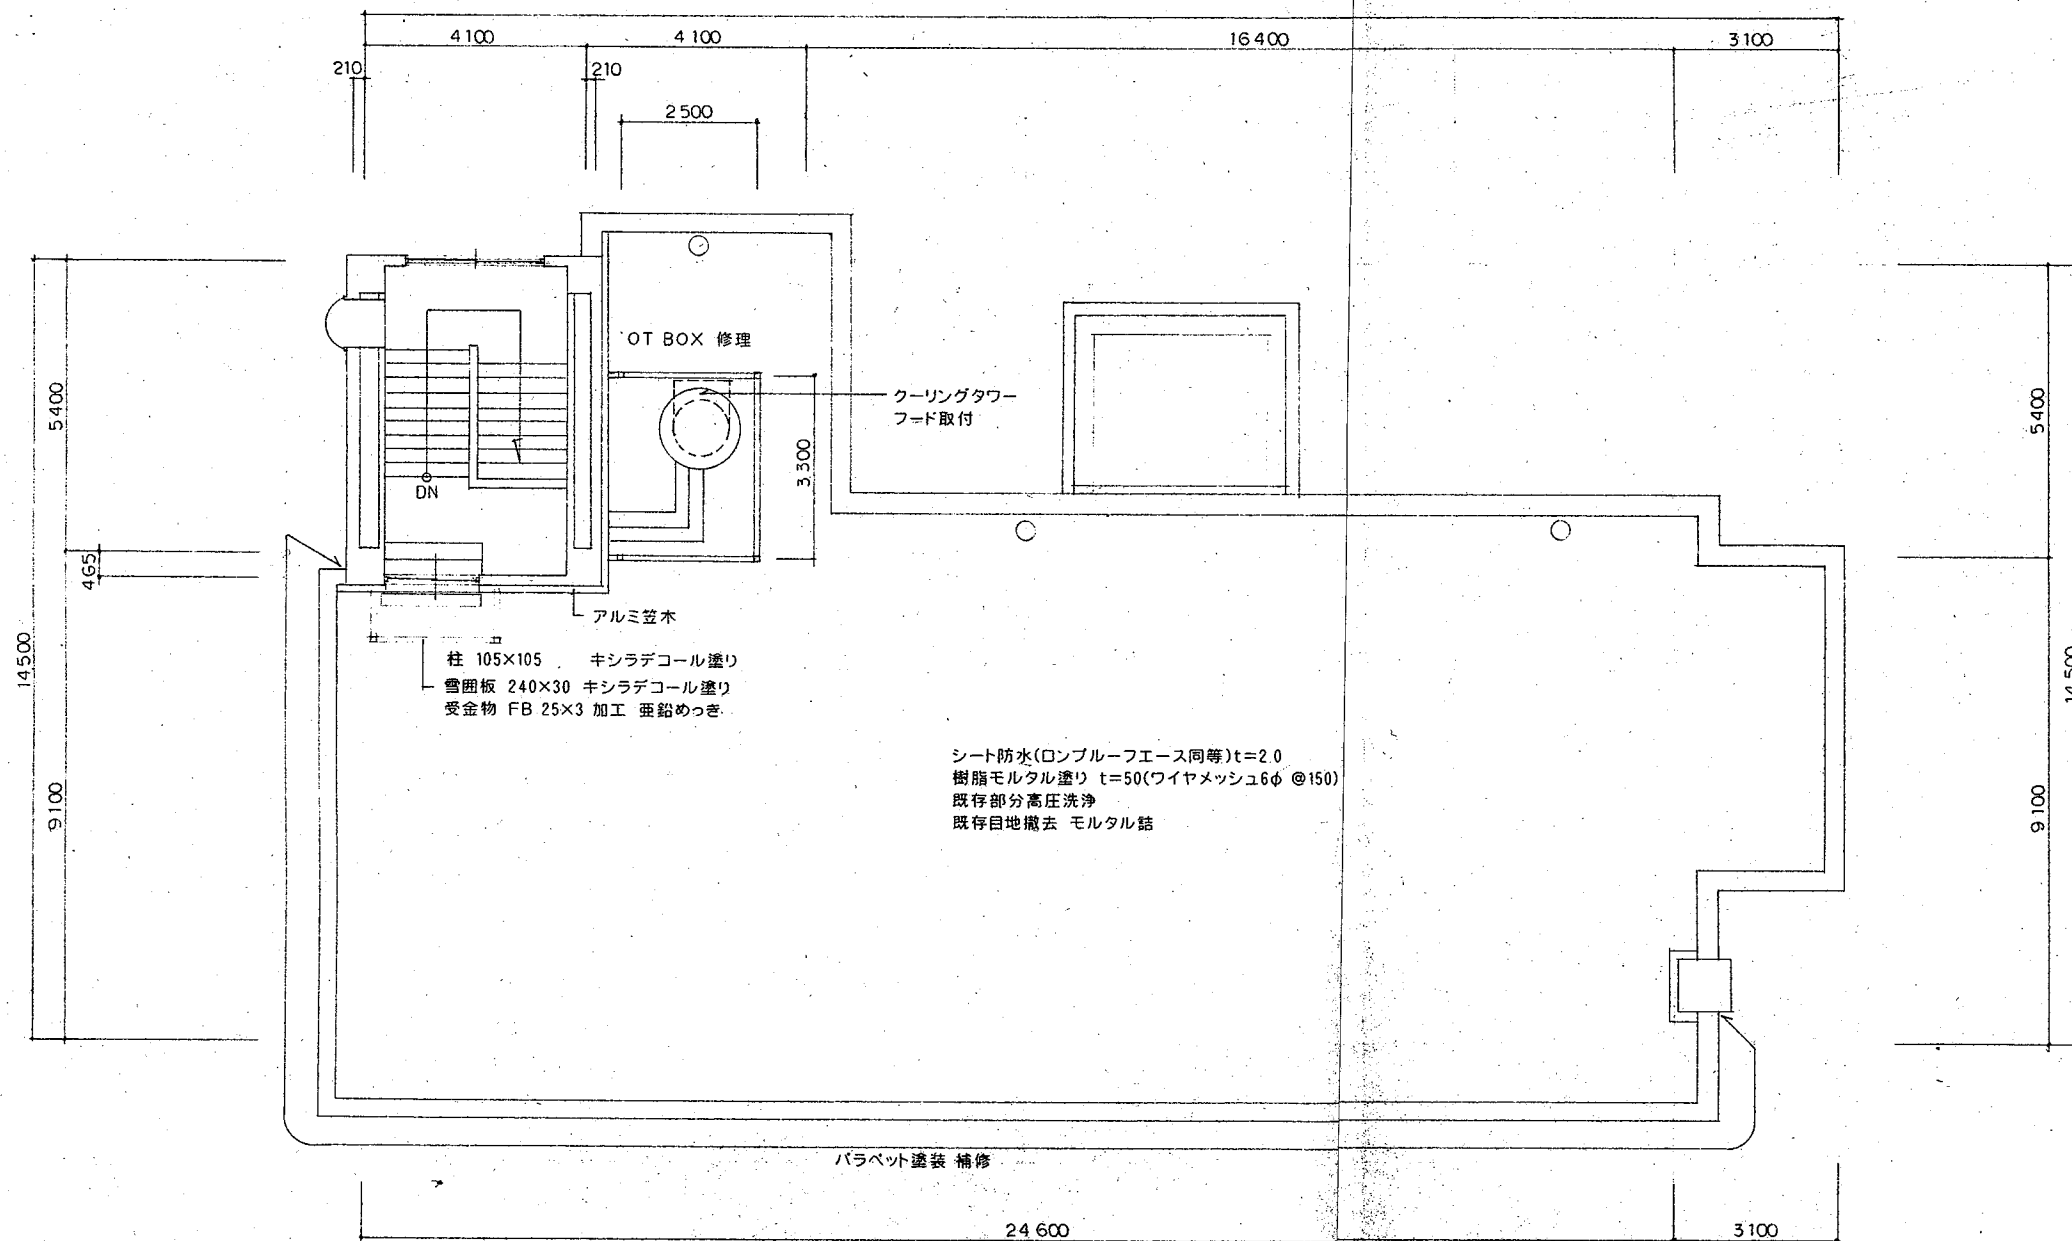 4100
4100
16400
3100
210
210
2500
OT BOX 修理
クーリングタワー
フード取付
5400
3,300
5400
DN
465
アルミ笠木
14500
柱 105×105 キシラデコール塗り
雪囲板 240×30 キシラデコール塗り
受金物 FB 25×3 加工 亜鉛めっき
14500
シート防水(ロンプルーフエース同等)t=2.0
樹脂モルタル塗り t=50(ワイヤメッシュ6φ @150)
既存部分高圧洗浄
既存目地撤去 モルタル詰
9100
9100
パラペット塗装 補修
24600
3100